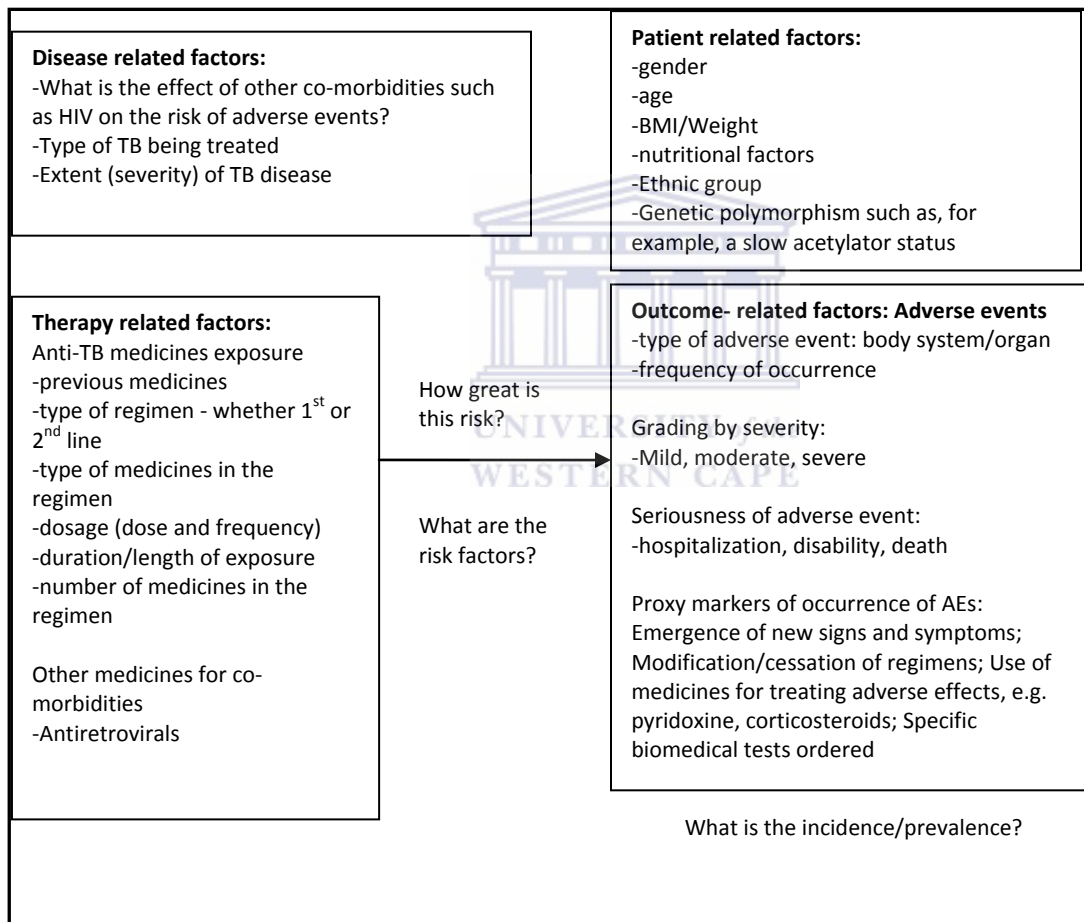 Disease related factors:
-What is the effect of other co-morbidities such
as HIV on the risk of adverse events?
-Type of TB being treated
-Extent (severity) of TB disease
Patient related factors:
-gender
-age
-BMI/Weight
-nutritional factors
-Ethnic group
-Genetic polymorphism such as, for
example, a slow acetylator status
Therapy related factors:
Anti-TB medicines exposure
-previous medicines
-type of regimen - whether 1st or
2nd line
-type of medicines in the
regimen
-dosage (dose and frequency)
-duration/length of exposure
-number of medicines in the
regimen
Other medicines for co-
morbidities
-Antiretrovirals
How great is
this risk?
What are the
risk factors?
Outcome- related factors: Adverse events
-type of adverse event: body system/organ
-frequency of occurrence
Grading by severity:
-Mild, moderate, severe
Seriousness of adverse event:
-hospitalization, disability, death
Proxy markers of occurrence of AEs:
Emergence of new signs and symptoms;
Modification/cessation of regimens; Use of
medicines for treating adverse effects, e.g.
pyridoxine, corticosteroids; Specific
biomedical tests ordered
What is the incidence/prevalence?
UNIVERSITY of the
WESTERN CAPE